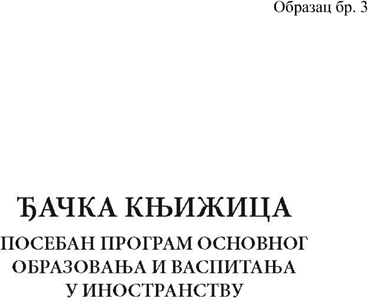 Образац бр. 3
ЂАЧКА КЊИЖИЦА
ПОСЕБАН ПРОГРАМ ОСНОВНОГ
ОБРАЗОВАЊА И ВАСПИТАЊА
У ИНОСТРАНСТВУ